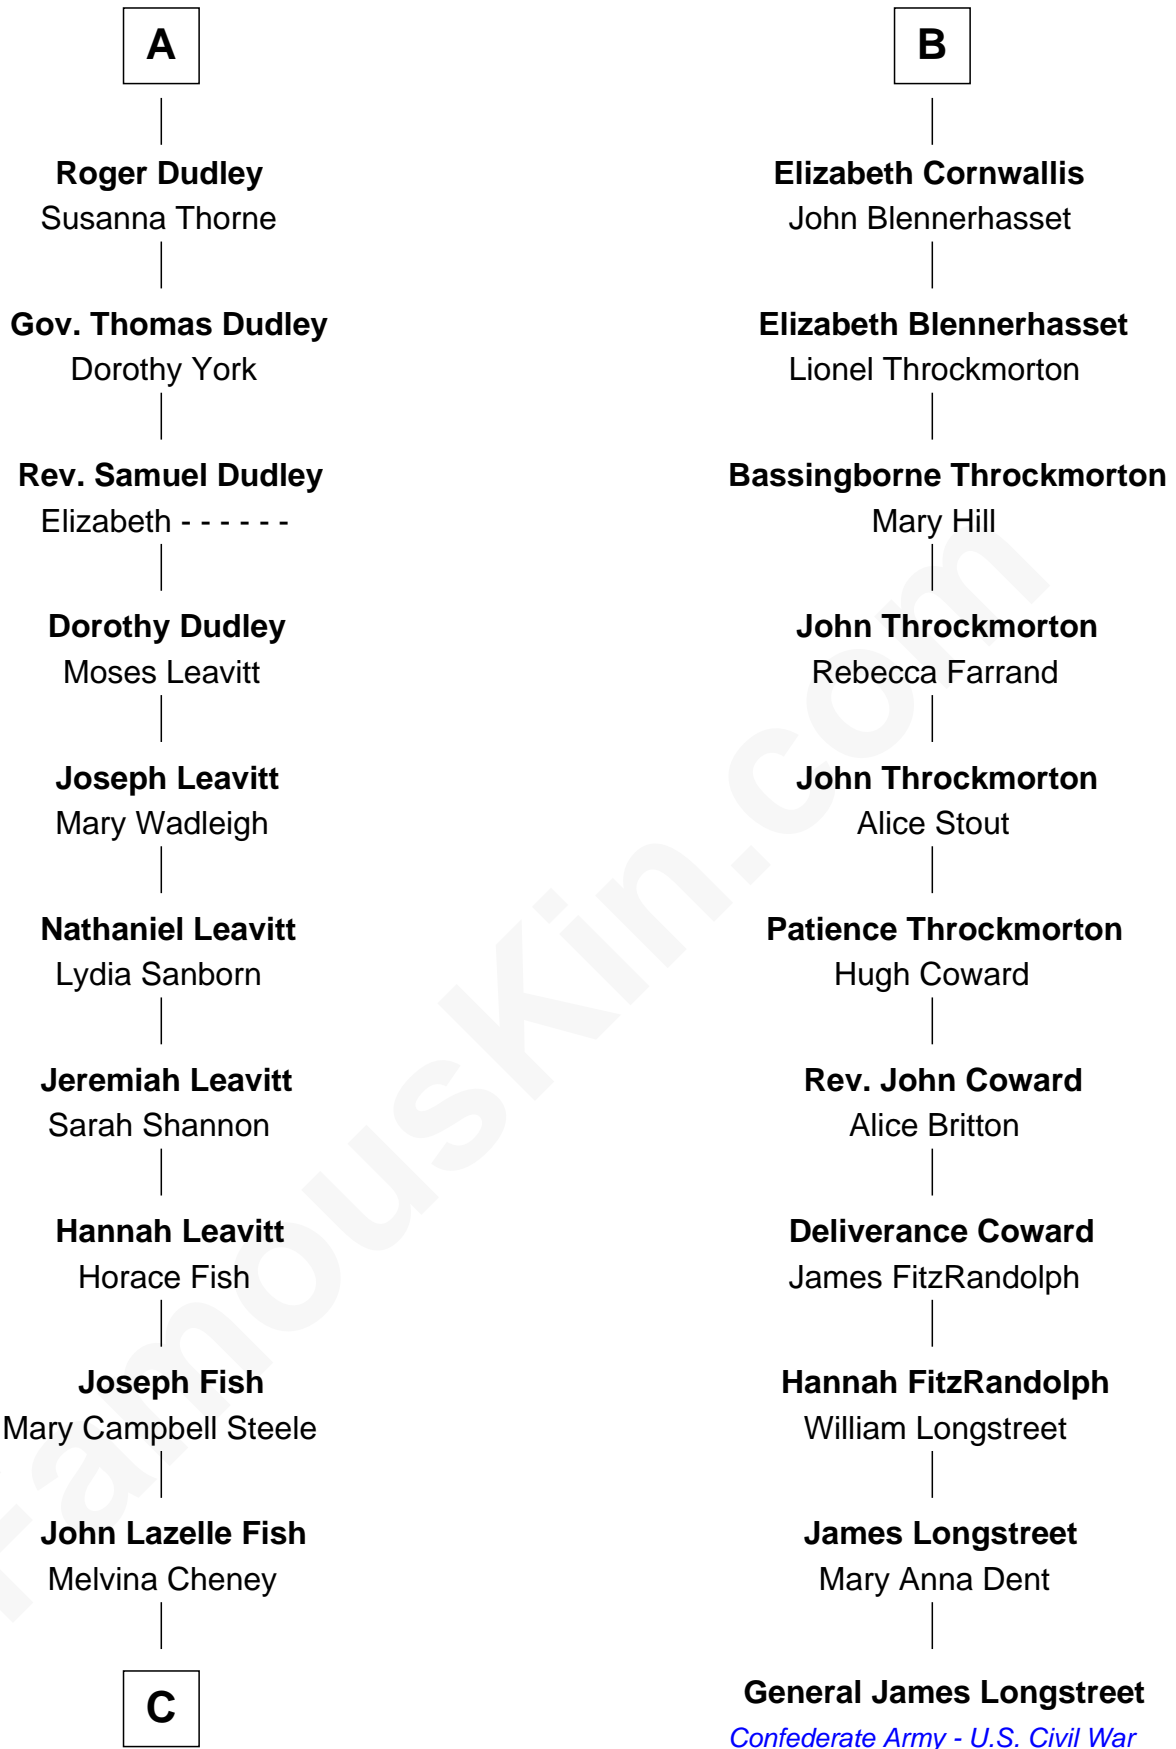 A
Roger Dudley
Susanna Thorne
Gov. Thomas Dudley
Dorothy York
Rev. Samuel Dudley
Elizabeth - - - - - -
Dorothy Dudley
Moses Leavitt
Joseph Leavitt
Mary Wadleigh
Nathaniel Leavitt
Lydia Sanborn
Jeremiah Leavitt
Sarah Shannon
Hannah Leavitt
Horace Fish
Joseph Fish
Mary Campbell Steele
John Lazelle Fish
Melvina Cheney
C
B
Elizabeth Cornwallis
John Blennerhasset
Elizabeth Blennerhasset
Lionel Throckmorton
Bassingborne Throckmorton
Mary Hill
John Throckmorton
Rebecca Farrand
John Throckmorton
Alice Stout
Patience Throckmorton
Hugh Coward
Rev. John Coward
Alice Britton
Deliverance Coward
James FitzRandolph
Hannah FitzRandolph
William Longstreet
James Longstreet
Mary Anna Dent
General James Longstreet
Confederate Army - U.S. Civil War
FamousKin.com